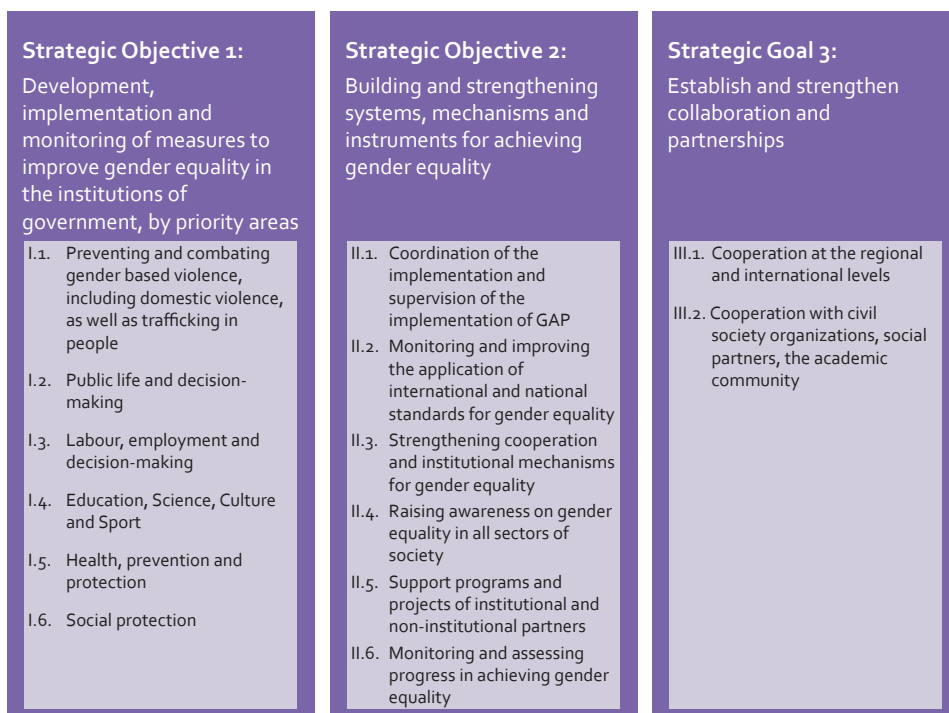 Strategic Objective 1:
Development,
implementation and
monitoring of measures to
improve gender equality in
the institutions of
government, by priority areas
I.1. Preventing and combating
gender based violence,
including domestic violence,
as well as trafficking in
people
I.2. Public life and decision-
making
I.3. Labour, employment and
decision-making
I.4. Education, Science, Culture
and Sport
I.5. Health, prevention and
protection
I.6. Social protection
Strategic Objective 2:
Building and strengthening
systems, mechanisms and
instruments for achieving
gender equality
II.1. Coordination of the
implementation and
supervision of the
implementation of GAP
II.2. Monitoring and improving
the application of
international and national
standards for gender equality
II.3. Strengthening cooperation
and institutional mechanisms
for gender equality
II.4. Raising awareness on gender
equality in all sectors of
society
II.5. Support programs and
projects of institutional and
non-institutional partners
II.6. Monitoring and assessing
progress in achieving gender
equality
Strategic Goal 3:
Establish and strengthen
collaboration and
partnerships
III.1. Cooperation at the regional
and international levels
III.2. Cooperation with civil
society organizations, social
partners, the academic
community